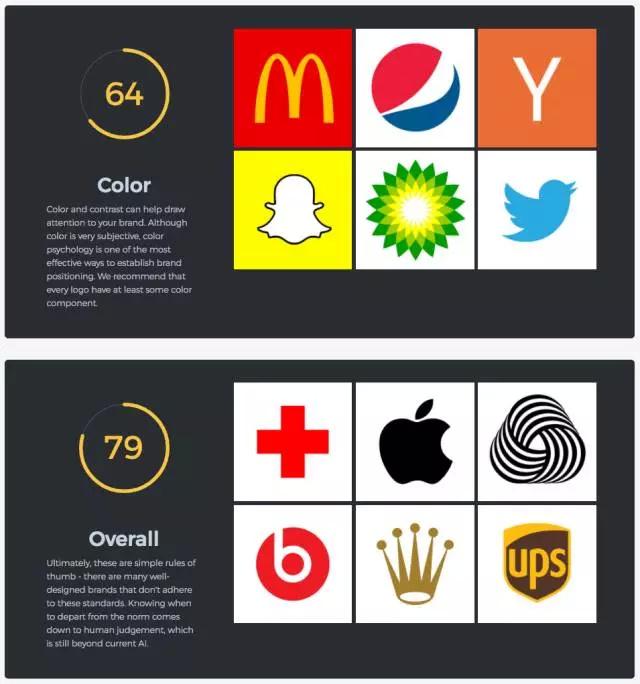 64
Color
Color and contrast can help draw
attention to your brand. Although
color is very subjective, color
psychology is one of the most
effective ways to establish brand
positioning. We recommend that
every logo have at least some color
component.
Y
79
Overall
Ultimately, these are simple rules of
thumb - there are many well-
designed brands that don't adhere
to these standards. Knowing when
to depart from the norm comes
down to human judgement, which
is still beyond current AI.
b
ups